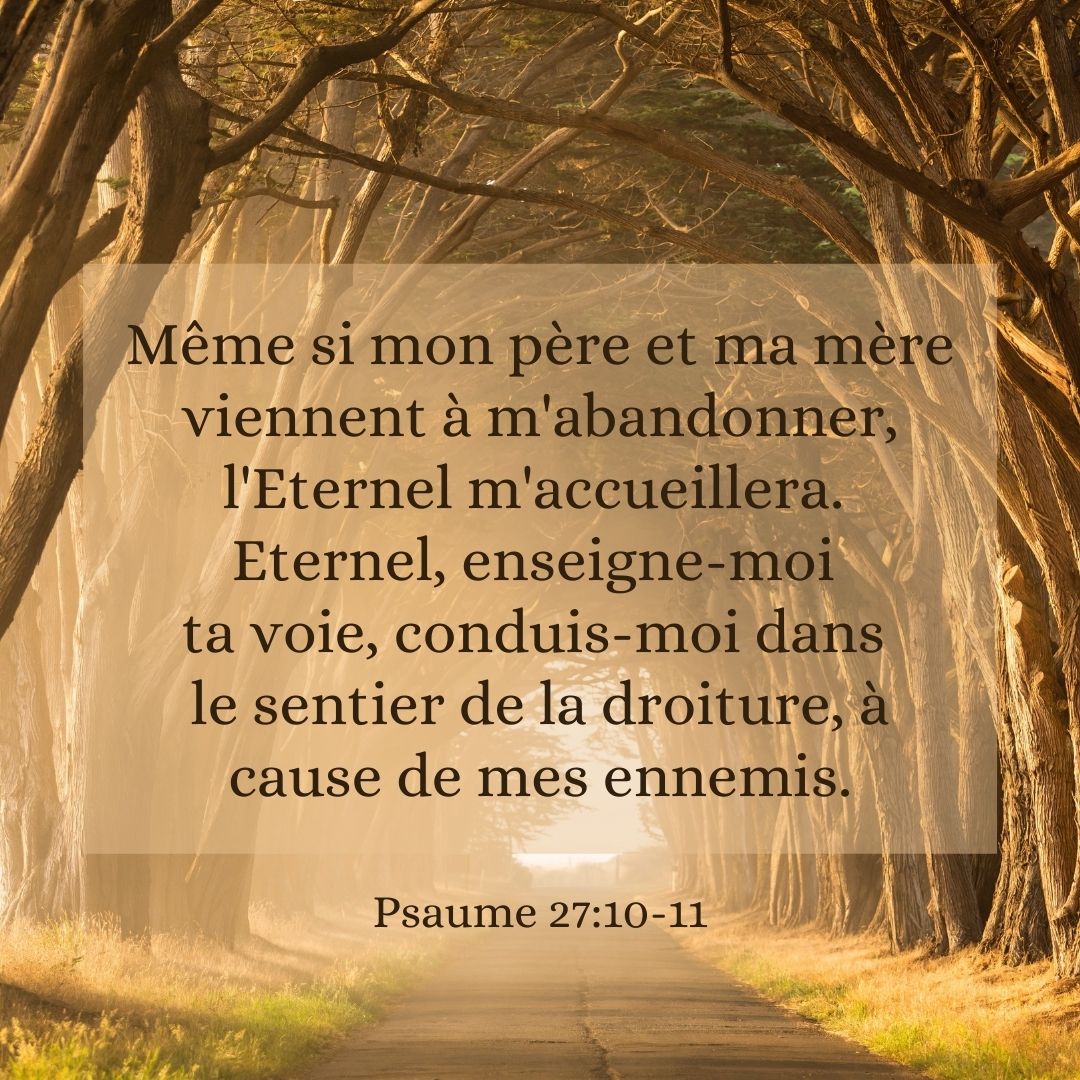 Même si mon père et ma mère
viennent à m'abandonner,
l'Eternel m'accueillera.
Eternel, enseigne-moi
ta voie, conduis-moi dans
le sentier de la droiture, à
cause de mes ennemis.
Psaume 27:10-11